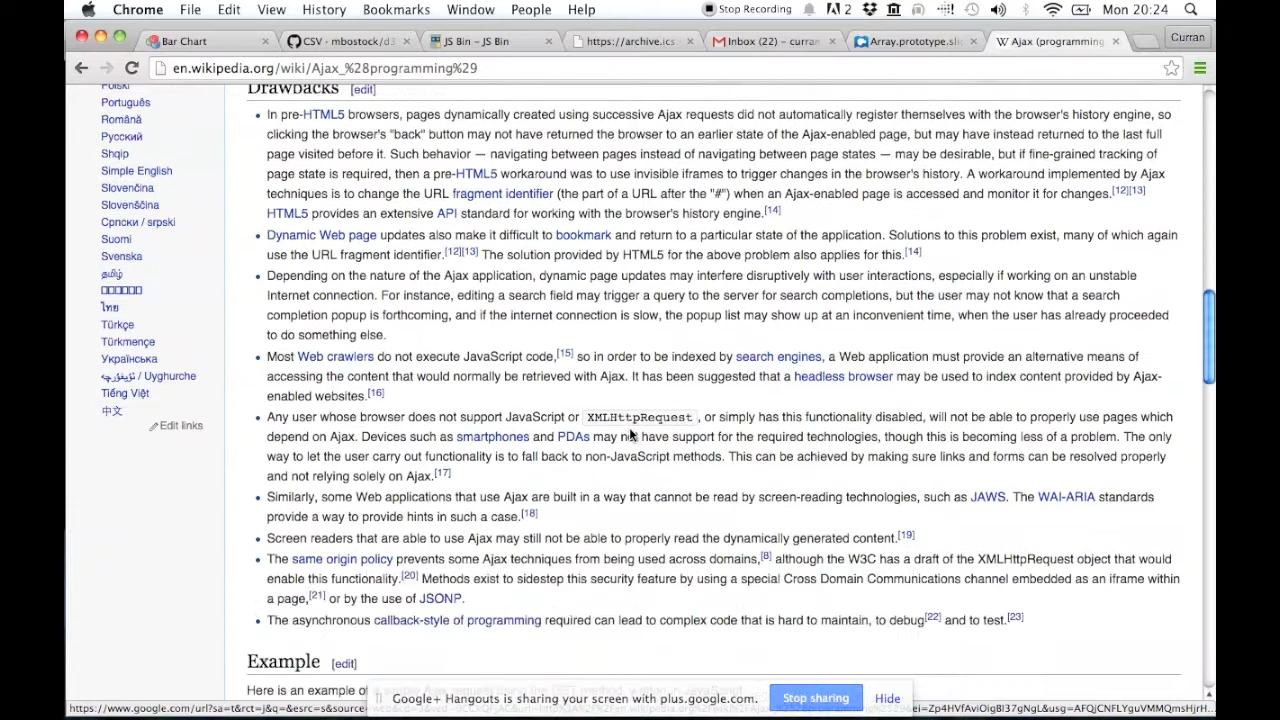 Chrome File Edit View History Bookmarks Window People Help Stop Recording 2 Mon 20:24
Bar Chart CSV - mbostock/d3 JS Bin - JS Bin https://archive.ics Inbox (22) - curran Array.prototype.sl Ajax (programming Curran
en.wikipedia.org/wiki/Ajax_%28programming%29
Polski
Português
Română
Русский
Shqip
Simple English
Slovenčina
Slovenščina
Српски / srpski
Suomi
Svenska
தமிழ்
ไทย
Türkçe
Türkmençe
Українська
ئۇيغۇرچە / Uyghurche
Tiếng Việt
中文
Edit links
Drawbacks [edit]
In pre-HTML5 browsers, pages dynamically created using successive Ajax requests did not automatically register themselves with the browser's history engine, so
clicking the browser's "back" button may not have returned the browser to an earlier state of the Ajax-enabled page, but may have instead returned to the last full
page visited before it. Such behavior — navigating between pages instead of navigating between page states — may be desirable, but if fine-grained tracking of
page state is required, then a pre-HTML5 workaround was to use invisible iframes to trigger changes in the browser's history. A workaround implemented by Ajax
techniques is to change the URL fragment identifier (the part of a URL after the "#") when an Ajax-enabled page is accessed and monitor it for changes.[12][13]
HTML5 provides an extensive API standard for working with the browser's history engine.[14]
Dynamic Web page updates also make it difficult to bookmark and return to a particular state of the application. Solutions to this problem exist, many of which again
use the URL fragment identifier.[12][13] The solution provided by HTML5 for the above problem also applies for this.[14]
Depending on the nature of the Ajax application, dynamic page updates may interfere disruptively with user interactions, especially if working on an unstable
Internet connection. For instance, editing a search field may trigger a query to the server for search completions, but the user may not know that a search
completion popup is forthcoming, and if the internet connection is slow, the popup list may show up at an inconvenient time, when the user has already proceeded
to do something else.
Most Web crawlers do not execute JavaScript code,[15] so in order to be indexed by search engines, a Web application must provide an alternative means of
accessing the content that would normally be retrieved with Ajax. It has been suggested that a headless browser may be used to index content provided by Ajax-
enabled websites.[16]
Any user whose browser does not support JavaScript or XMLHttpRequest, or simply has this functionality disabled, will not be able to properly use pages which
depend on Ajax. Devices such as smartphones and PDAs may not have support for the required technologies, though this is becoming less of a problem. The only
way to let the user carry out functionality is to fall back to non-JavaScript methods. This can be achieved by making sure links and forms can be resolved properly
and not relying solely on Ajax.[17]
Similarly, some Web applications that use Ajax are built in a way that cannot be read by screen-reading technologies, such as JAWS. The WAI-ARIA standards
provide a way to provide hints in such a case.[18]
Screen readers that are able to use Ajax may still not be able to properly read the dynamically generated content.[19]
The same origin policy prevents some Ajax techniques from being used across domains,[8] although the W3C has a draft of the XMLHttpRequest object that would
enable this functionality.[20] Methods exist to sidestep this security feature by using a special Cross Domain Communications channel embedded as an iframe within
a page,[21] or by the use of JSONP.
The asynchronous callback-style of programming required can lead to complex code that is hard to maintain, to debug[22] and to test.[23]
Example [edit]
Here is an example of
Google+ Hangouts is sharing your screen with plus.google.com. Stop sharing Hide
https://www.google.com/url?sa=t&rct=j&q=&esrc=s&source=